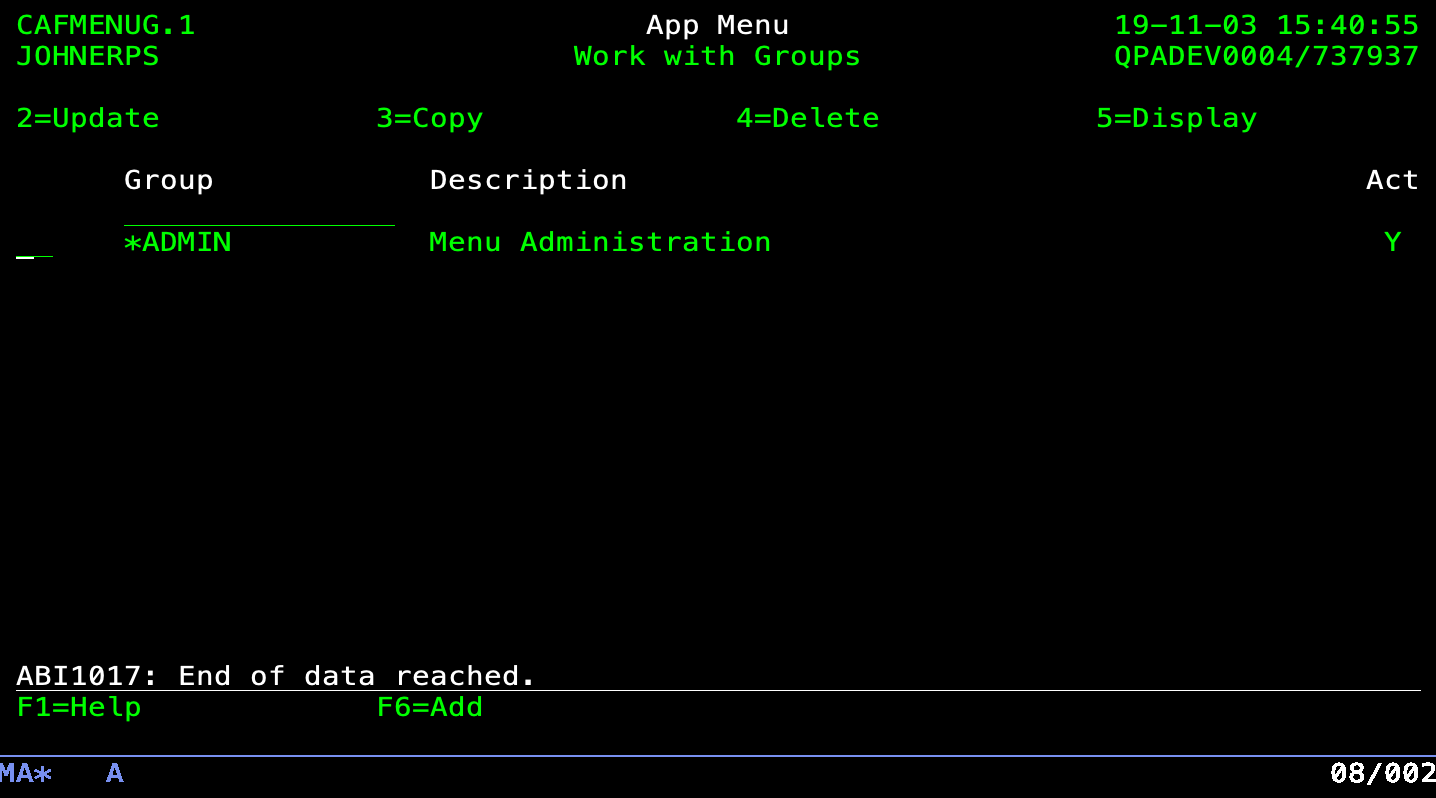 CAFMENUG.1 App Menu 19-11-03 15:40:55
JOHNERPS Work with Groups QPADEV0004/737937
2=Update 3=Copy 4=Delete 5=Display
Group Description Act
*ADMIN Menu Administration Y
ABI1017: End of data reached.
F1=Help F6=Add
MA* A 08/002